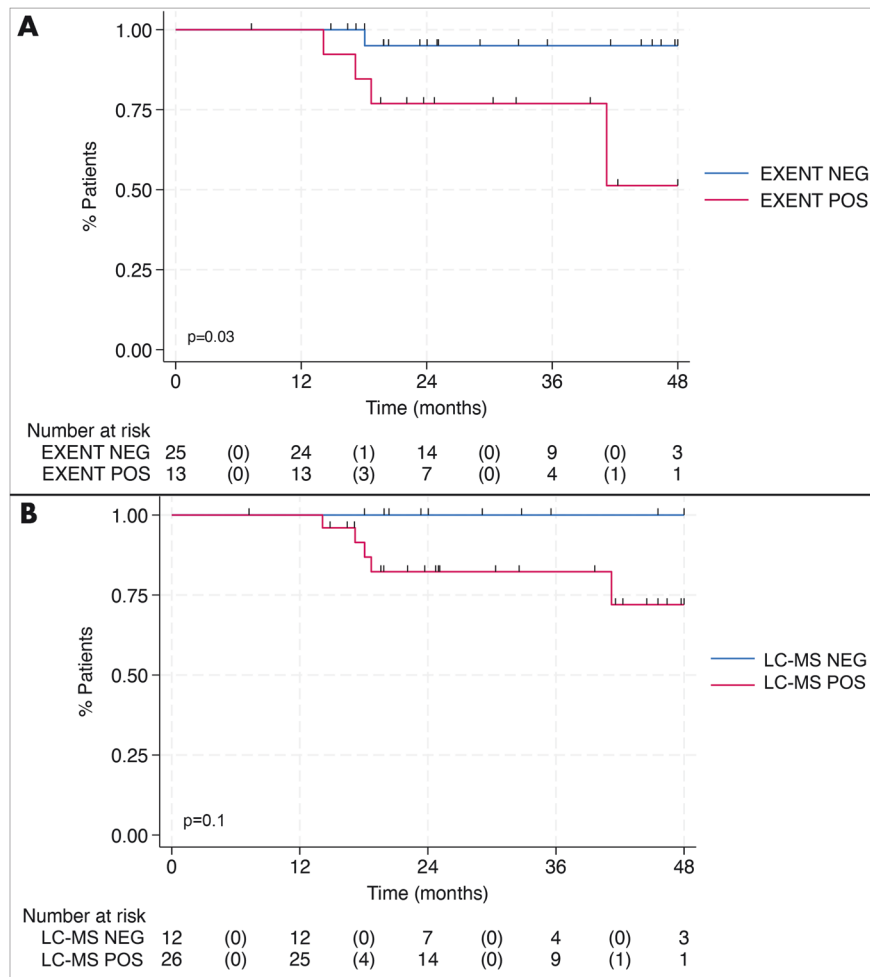 A
1.00
0.75
0.50
0.25
0.00
% Patients
p=0.03
0 12 24 36 48
Time (months)
EXENT NEG
EXENT POS
Number at risk
EXENT NEG 25 (0) 24 (1) 14 (0) 9 (0) 3
EXENT POS 13 (0) 13 (3) 7 (0) 4 (1) 1
B
1.00
0.75
0.50
0.25
0.00
% Patients
p=0.1
0 12 24 36 48
Time (months)
LC-MS NEG
LC-MS POS
Number at risk
LC-MS NEG 12 (0) 12 (0) 7 (0) 4 (0) 3
LC-MS POS 26 (0) 25 (4) 14 (0) 9 (1) 1